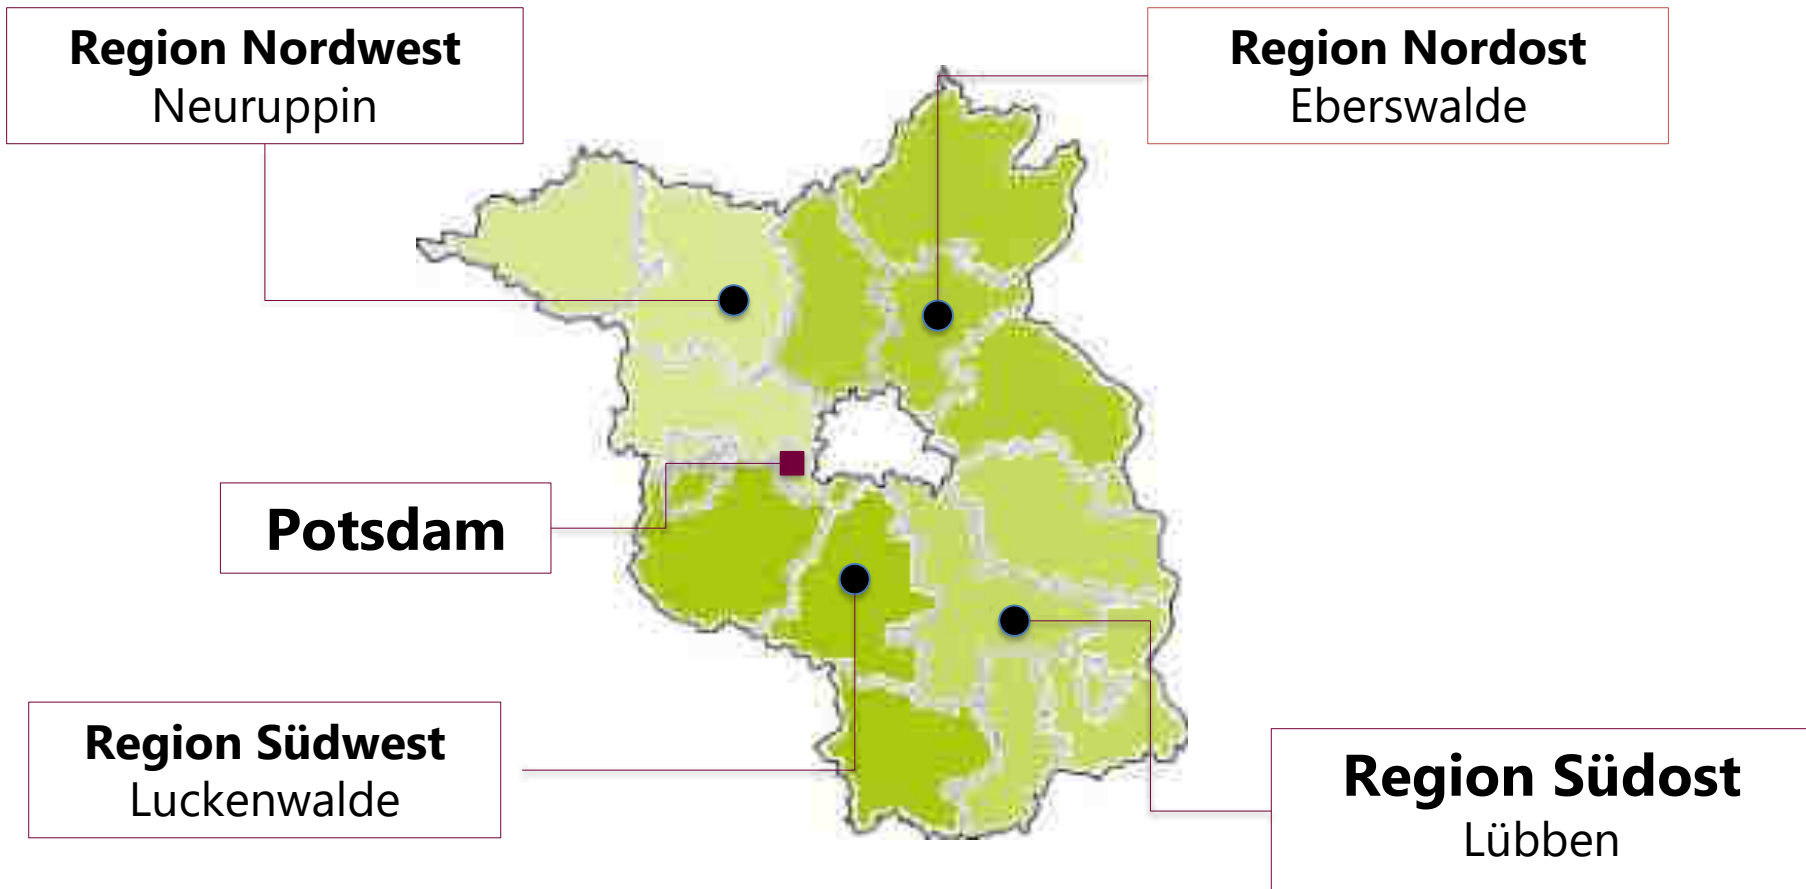 Region Nordwest
Neuruppin
Region Nordost
Eberswalde
Potsdam
Region Südwest
Luckenwalde
Region Südost
Lübben